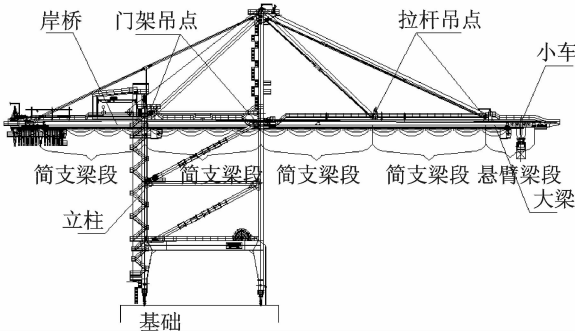 岸桥
门架吊点
拉杆吊点
小车
简支梁段
简支梁段
简支梁段
简支梁段
悬臂梁段
大梁
立柱
基础